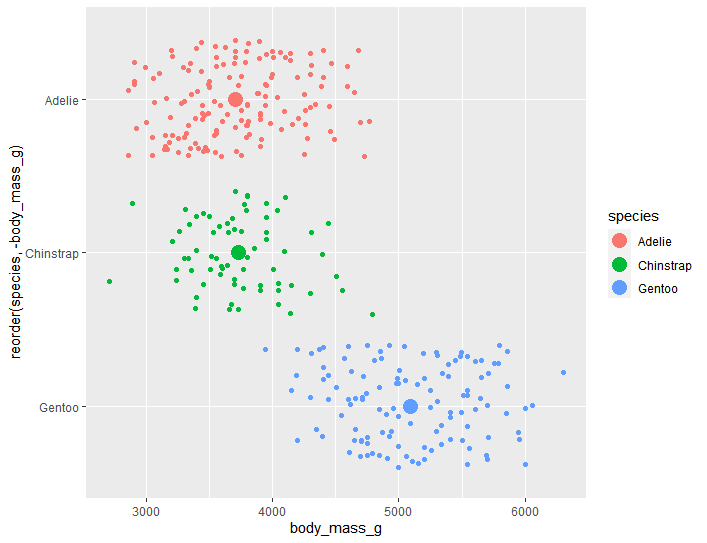 reorder(species, -body_mass_g)
Adelie
Chinstrap
Gentoo
3000
4000
5000
6000
body_mass_g
species
Adelie
Chinstrap
Gentoo